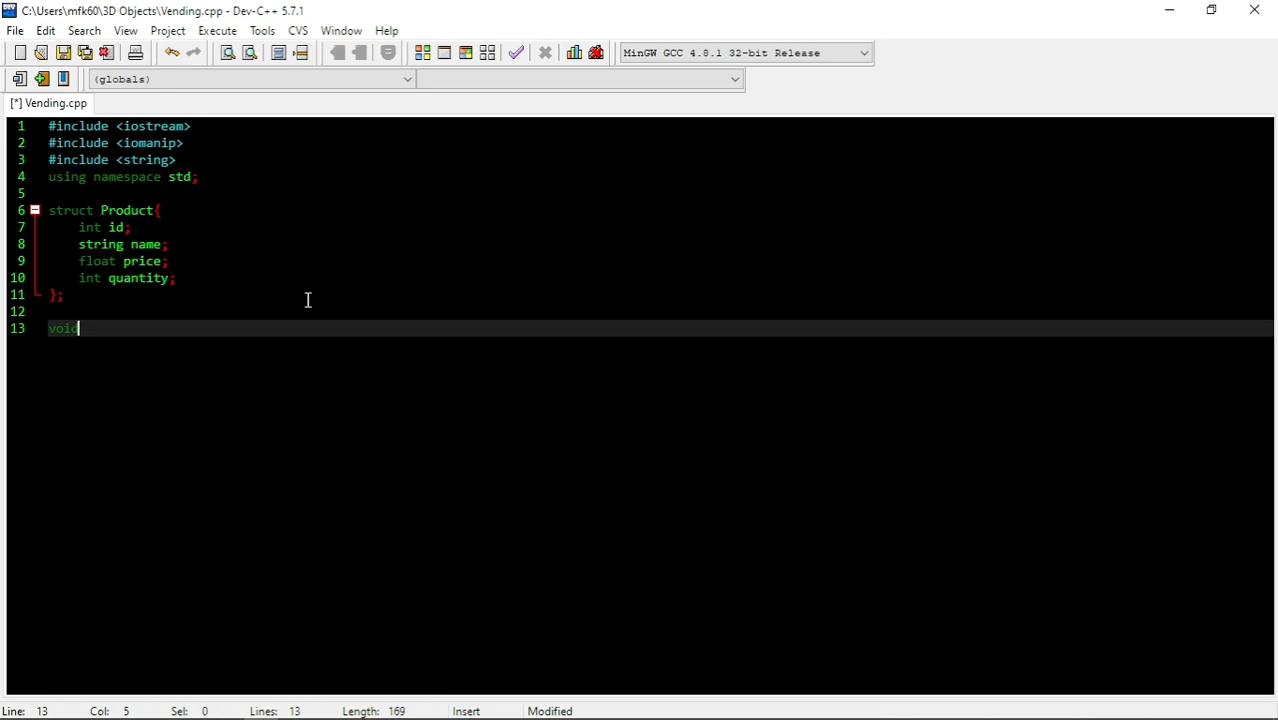 C:\Users\mfk60\3D Objects\Vending.cpp - Dev-C++ 5.7.1
File Edit Search View Project Execute Tools CVS Window Help
MinGW GCC 4.8.1 32-bit Release
(globals)
[*] Vending.cpp
1 #include <iostream>
2 #include <iomanip>
3 #include <string>
4 using namespace std;
5
6 struct Product{
7 int id;
8 string name;
9 float price;
10 int quantity;
11 };
12
13 void
Line: 13 Col: 5 Sel: 0 Lines: 13 Length: 169 Insert Modified